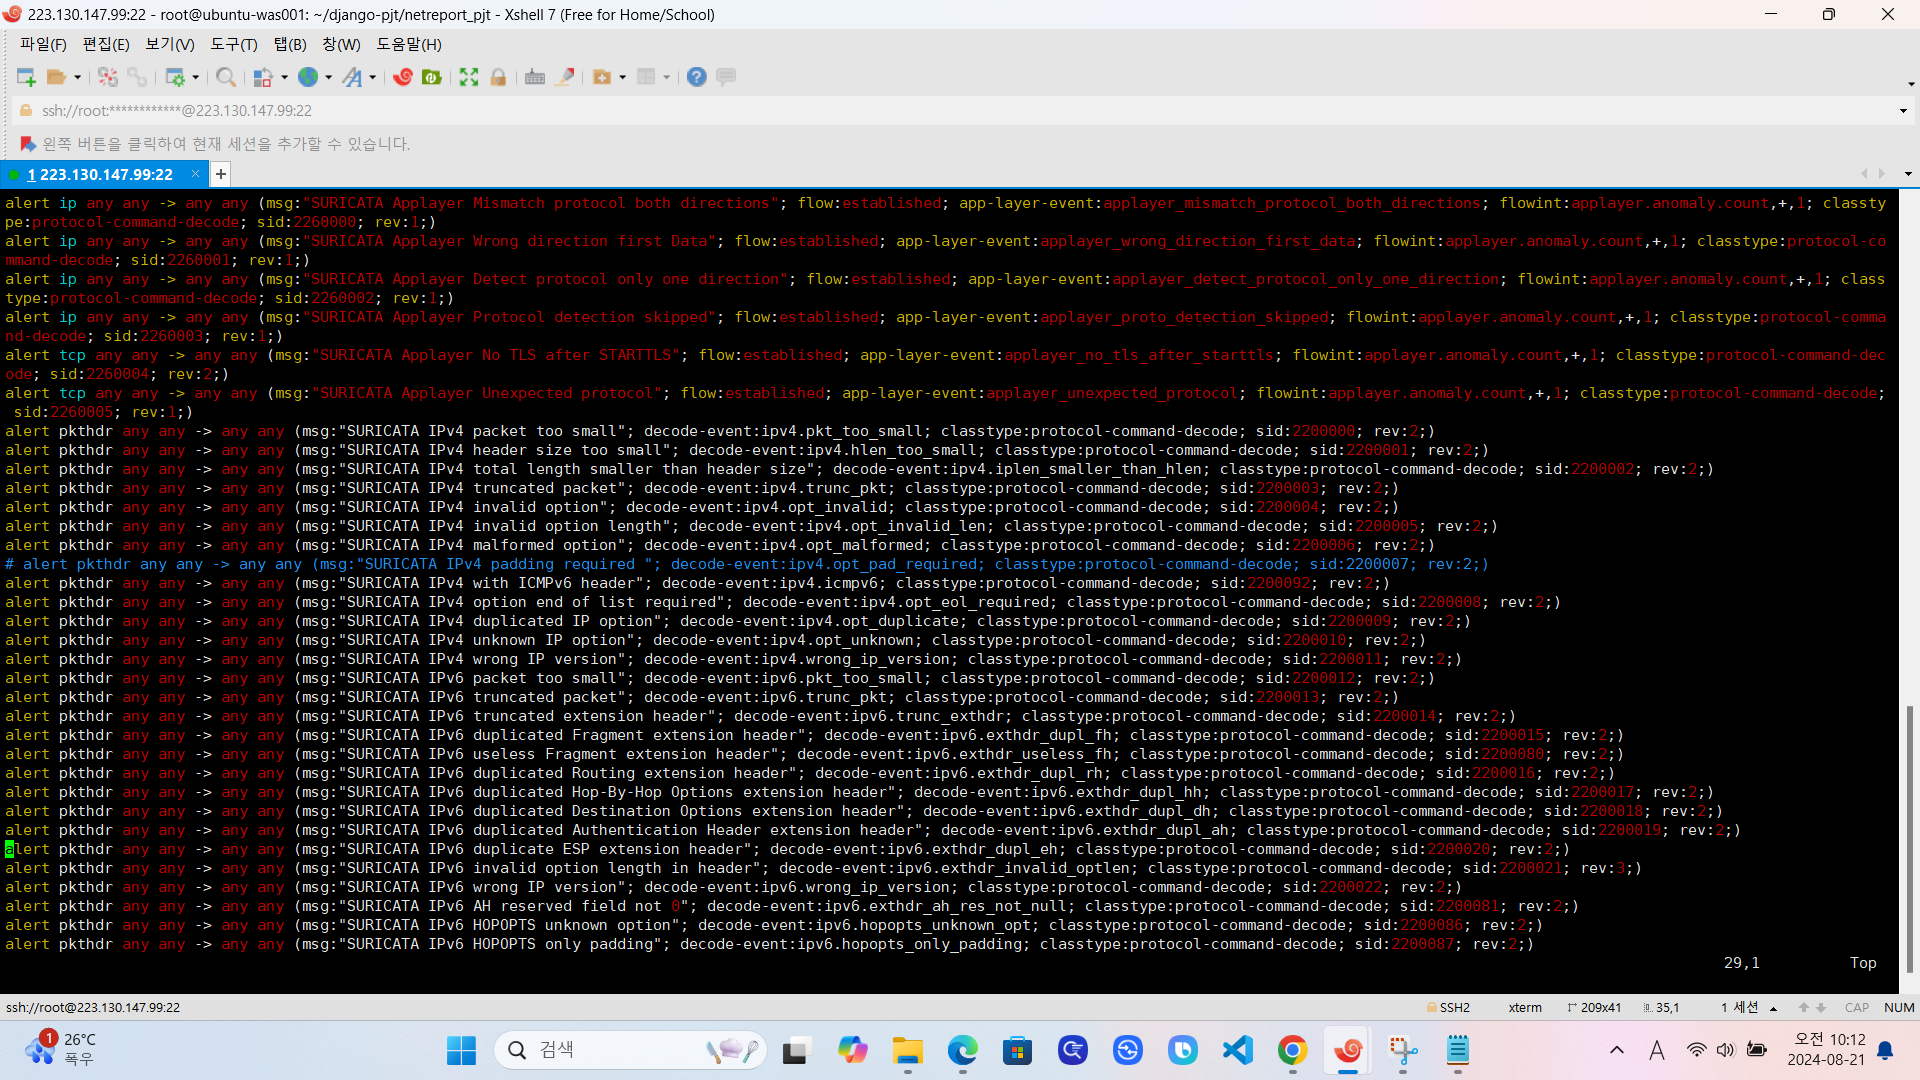 223.130.147.99:22 - root@ubuntu-was001: ~/django-pjt/netreport_pjt - Xshell 7 (Free for Home/School)
파일(F) 편집(E) 보기(V) 도구(T) 탭(B) 창(W) 도움말(H)
ssh://root:************@223.130.147.99:22
왼쪽 버튼을 클릭하여 현재 세션을 추가할 수 있습니다.
1 223.130.147.99:22 × +
alert ip any any -> any any (msg:"SURICATA Applayer Mismatch protocol both directions"; flow:established; app-layer-event:applayer_mismatch_protocol_both_directions; flowint:applayer.anomaly.count,+,1; classty
pe:protocol-command-decode; sid:2260000; rev:1;)
alert ip any any -> any any (msg:"SURICATA Applayer Wrong direction first Data"; flow:established; app-layer-event:applayer_wrong_direction_first_data; flowint:applayer.anomaly.count,+,1; classtype:protocol-co
mmand-decode; sid:2260001; rev:1;)
alert ip any any -> any any (msg:"SURICATA Applayer Detect protocol only one direction"; flow:established; app-layer-event:applayer_detect_protocol_only_one_direction; flowint:applayer.anomaly.count,+,1; class
type:protocol-command-decode; sid:2260002; rev:1;)
alert ip any any -> any any (msg:"SURICATA Applayer Protocol detection skipped"; flow:established; app-layer-event:applayer_proto_detection_skipped; flowint:applayer.anomaly.count,+,1; classtype:protocol-comma
nd-decode; sid:2260003; rev:1;)
alert tcp any any -> any any (msg:"SURICATA Applayer No TLS after STARTTLS"; flow:established; app-layer-event:applayer_no_tls_after_starttls; flowint:applayer.anomaly.count,+,1; classtype:protocol-command-dec
ode; sid:2260004; rev:2;)
alert tcp any any -> any any (msg:"SURICATA Applayer Unexpected protocol"; flow:established; app-layer-event:applayer_unexpected_protocol; flowint:applayer.anomaly.count,+,1; classtype:protocol-command-decode;
 sid:2260005; rev:1;)
alert pkthdr any any -> any any (msg:"SURICATA IPv4 packet too small"; decode-event:ipv4.pkt_too_small; classtype:protocol-command-decode; sid:2200000; rev:2;)
alert pkthdr any any -> any any (msg:"SURICATA IPv4 header size too small"; decode-event:ipv4.hlen_too_small; classtype:protocol-command-decode; sid:2200001; rev:2;)
alert pkthdr any any -> any any (msg:"SURICATA IPv4 total length smaller than header size"; decode-event:ipv4.iplen_smaller_than_hlen; classtype:protocol-command-decode; sid:2200002; rev:2;)
alert pkthdr any any -> any any (msg:"SURICATA IPv4 truncated packet"; decode-event:ipv4.trunc_pkt; classtype:protocol-command-decode; sid:2200003; rev:2;)
alert pkthdr any any -> any any (msg:"SURICATA IPv4 invalid option"; decode-event:ipv4.opt_invalid; classtype:protocol-command-decode; sid:2200004; rev:2;)
alert pkthdr any any -> any any (msg:"SURICATA IPv4 invalid option length"; decode-event:ipv4.opt_invalid_len; classtype:protocol-command-decode; sid:2200005; rev:2;)
alert pkthdr any any -> any any (msg:"SURICATA IPv4 malformed option"; decode-event:ipv4.opt_malformed; classtype:protocol-command-decode; sid:2200006; rev:2;)
# alert pkthdr any any -> any any (msg:"SURICATA IPv4 padding required "; decode-event:ipv4.opt_pad_required; classtype:protocol-command-decode; sid:2200007; rev:2;)
alert pkthdr any any -> any any (msg:"SURICATA IPv4 with ICMPv6 header"; decode-event:ipv4.icmpv6; classtype:protocol-command-decode; sid:2200092; rev:2;)
alert pkthdr any any -> any any (msg:"SURICATA IPv4 option end of list required"; decode-event:ipv4.opt_eol_required; classtype:protocol-command-decode; sid:2200008; rev:2;)
alert pkthdr any any -> any any (msg:"SURICATA IPv4 duplicated IP option"; decode-event:ipv4.opt_duplicate; classtype:protocol-command-decode; sid:2200009; rev:2;)
alert pkthdr any any -> any any (msg:"SURICATA IPv4 unknown IP option"; decode-event:ipv4.opt_unknown; classtype:protocol-command-decode; sid:2200010; rev:2;)
alert pkthdr any any -> any any (msg:"SURICATA IPv4 wrong IP version"; decode-event:ipv4.wrong_ip_version; classtype:protocol-command-decode; sid:2200011; rev:2;)
alert pkthdr any any -> any any (msg:"SURICATA IPv6 packet too small"; decode-event:ipv6.pkt_too_small; classtype:protocol-command-decode; sid:2200012; rev:2;)
alert pkthdr any any -> any any (msg:"SURICATA IPv6 truncated packet"; decode-event:ipv6.trunc_pkt; classtype:protocol-command-decode; sid:2200013; rev:2;)
alert pkthdr any any -> any any (msg:"SURICATA IPv6 truncated extension header"; decode-event:ipv6.trunc_exthdr; classtype:protocol-command-decode; sid:2200014; rev:2;)
alert pkthdr any any -> any any (msg:"SURICATA IPv6 duplicated Fragment extension header"; decode-event:ipv6.exthdr_dupl_fh; classtype:protocol-command-decode; sid:2200015; rev:2;)
alert pkthdr any any -> any any (msg:"SURICATA IPv6 useless Fragment extension header"; decode-event:ipv6.exthdr_useless_fh; classtype:protocol-command-decode; sid:2200080; rev:2;)
alert pkthdr any any -> any any (msg:"SURICATA IPv6 duplicated Routing extension header"; decode-event:ipv6.exthdr_dupl_rh; classtype:protocol-command-decode; sid:2200016; rev:2;)
alert pkthdr any any -> any any (msg:"SURICATA IPv6 duplicated Hop-By-Hop Options extension header"; decode-event:ipv6.exthdr_dupl_hh; classtype:protocol-command-decode; sid:2200017; rev:2;)
alert pkthdr any any -> any any (msg:"SURICATA IPv6 duplicated Destination Options extension header"; decode-event:ipv6.exthdr_dupl_dh; classtype:protocol-command-decode; sid:2200018; rev:2;)
alert pkthdr any any -> any any (msg:"SURICATA IPv6 duplicated Authentication Header extension header"; decode-event:ipv6.exthdr_dupl_ah; classtype:protocol-command-decode; sid:2200019; rev:2;)
alert pkthdr any any -> any any (msg:"SURICATA IPv6 duplicate ESP extension header"; decode-event:ipv6.exthdr_dupl_eh; classtype:protocol-command-decode; sid:2200020; rev:2;)
alert pkthdr any any -> any any (msg:"SURICATA IPv6 invalid option length in header"; decode-event:ipv6.exthdr_invalid_optlen; classtype:protocol-command-decode; sid:2200021; rev:3;)
alert pkthdr any any -> any any (msg:"SURICATA IPv6 wrong IP version"; decode-event:ipv6.wrong_ip_version; classtype:protocol-command-decode; sid:2200022; rev:2;)
alert pkthdr any any -> any any (msg:"SURICATA IPv6 AH reserved field not 0"; decode-event:ipv6.exthdr_ah_res_not_null; classtype:protocol-command-decode; sid:2200081; rev:2;)
alert pkthdr any any -> any any (msg:"SURICATA IPv6 HOPOPTS unknown option"; decode-event:ipv6.hopopts_unknown_opt; classtype:protocol-command-decode; sid:2200086; rev:2;)
alert pkthdr any any -> any any (msg:"SURICATA IPv6 HOPOPTS only padding"; decode-event:ipv6.hopopts_only_padding; classtype:protocol-command-decode; sid:2200087; rev:2;)
29,1 Top
ssh://root@223.130.147.99:22 SSH2 xterm 209x41 35,1 1 세션 CAP NUM
1 26°C
폭우
검색
A
오전 10:12
2024-08-21